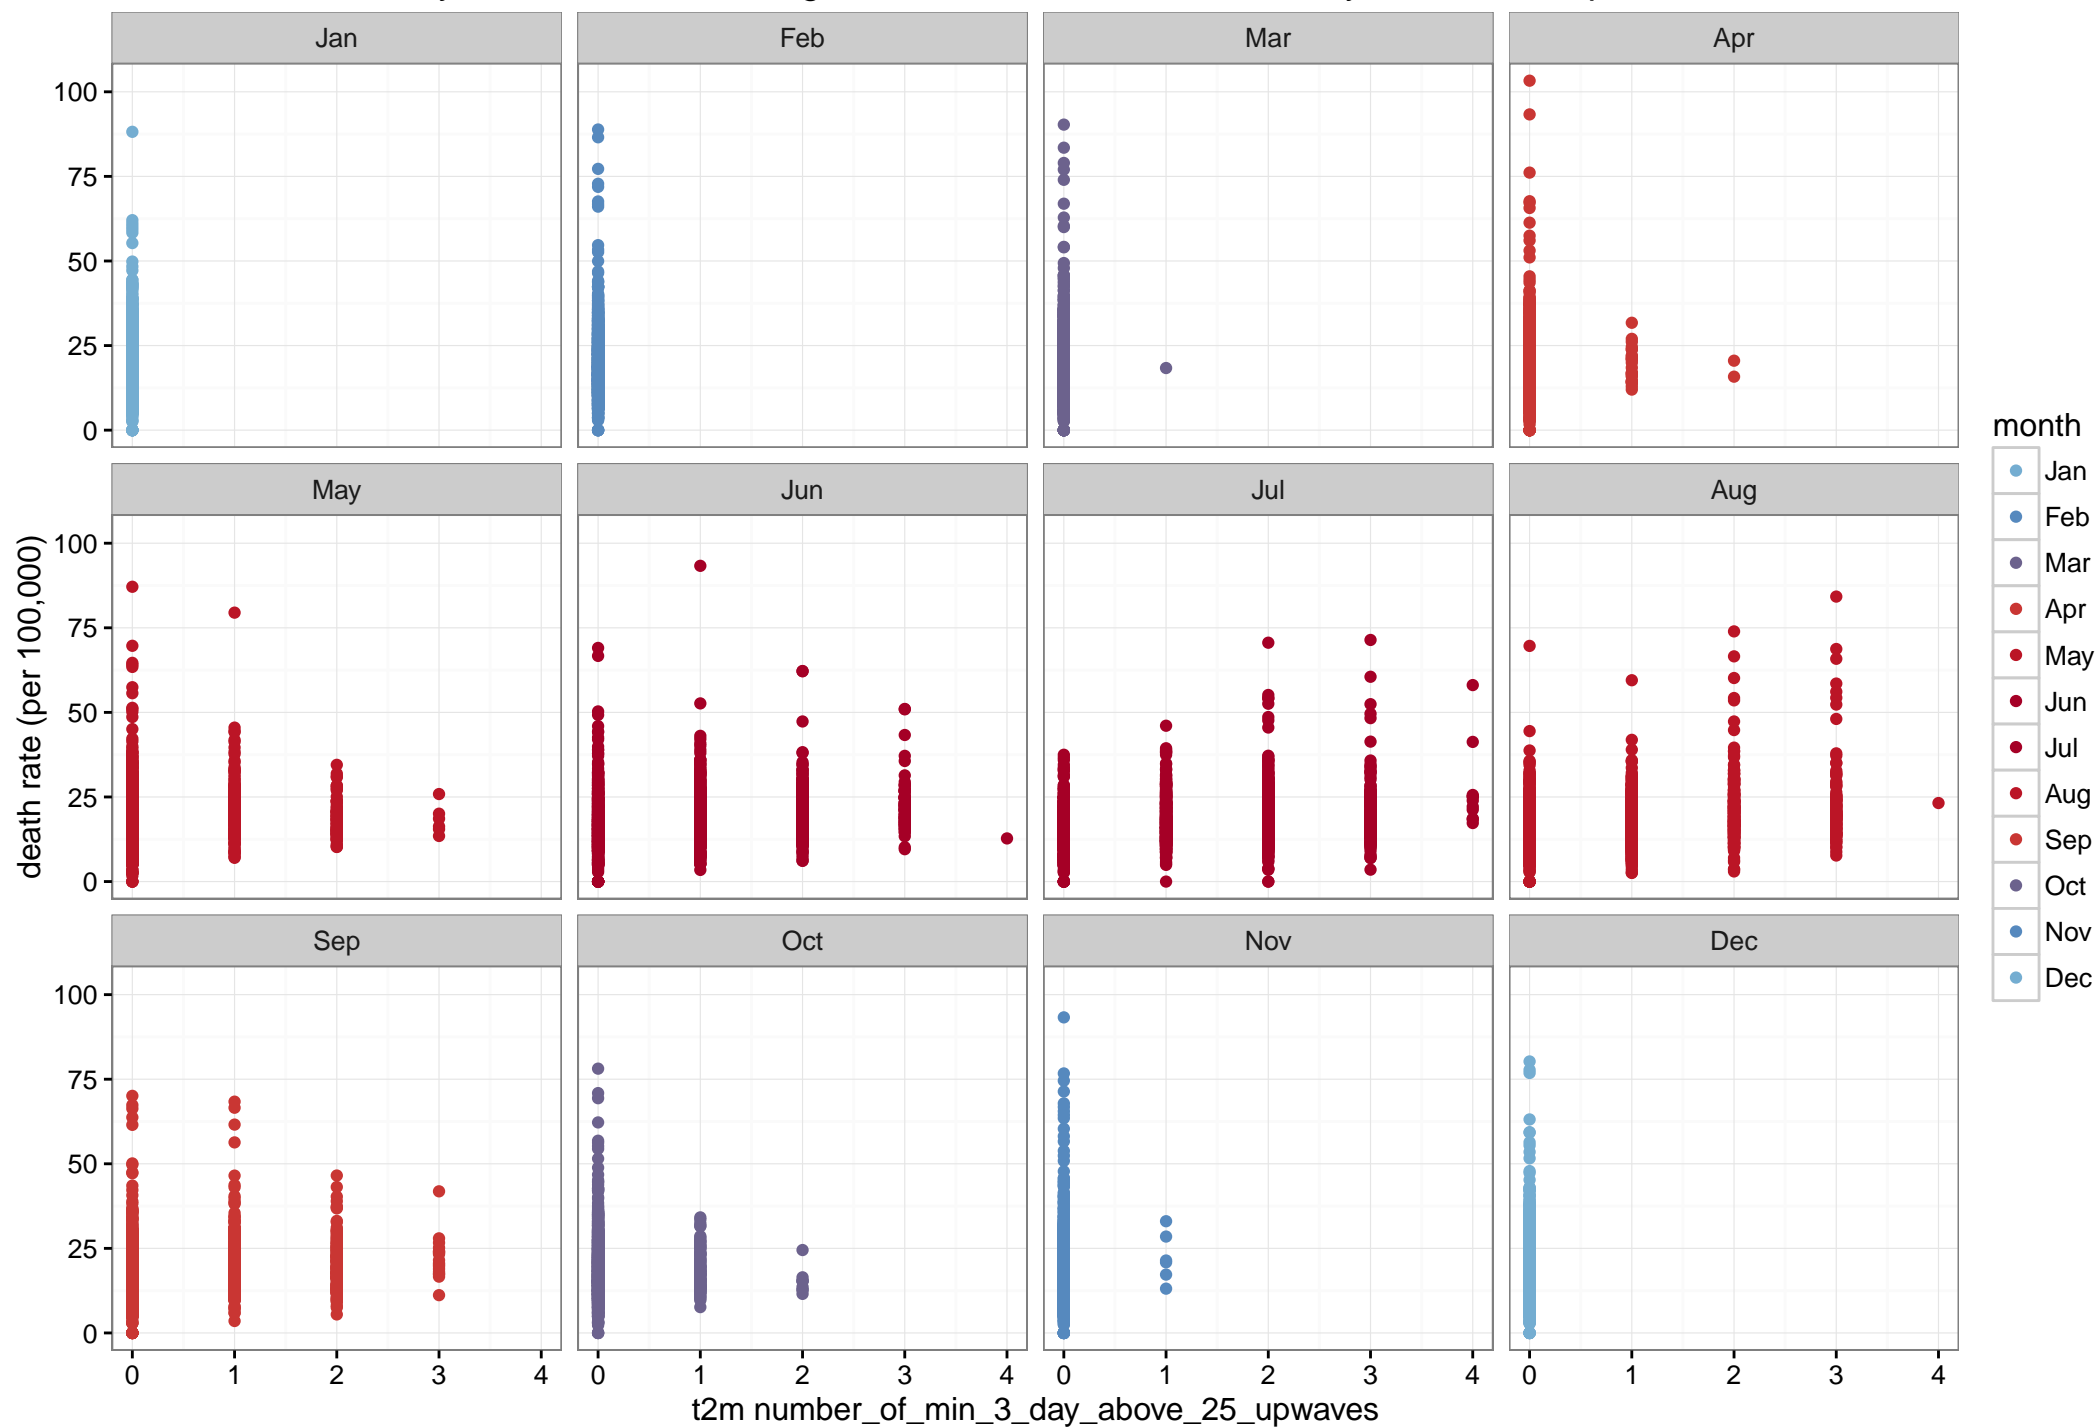 Jan Feb Mar Apr
100
75
50
25
0
May Jun Jul Aug
100
75
50
25
0
Sep Oct Nov Dec
100
75
50
25
0
0 1 2 3 4 0 1 2 3 4 0 1 2 3 4 0 1 2 3 4
t2m number_of_min_3_day_above_25_upwaves
death rate (per 100,000)
month
Jan
Feb
Mar
Apr
May
Jun
Jul
Aug
Sep
Oct
Nov
Dec